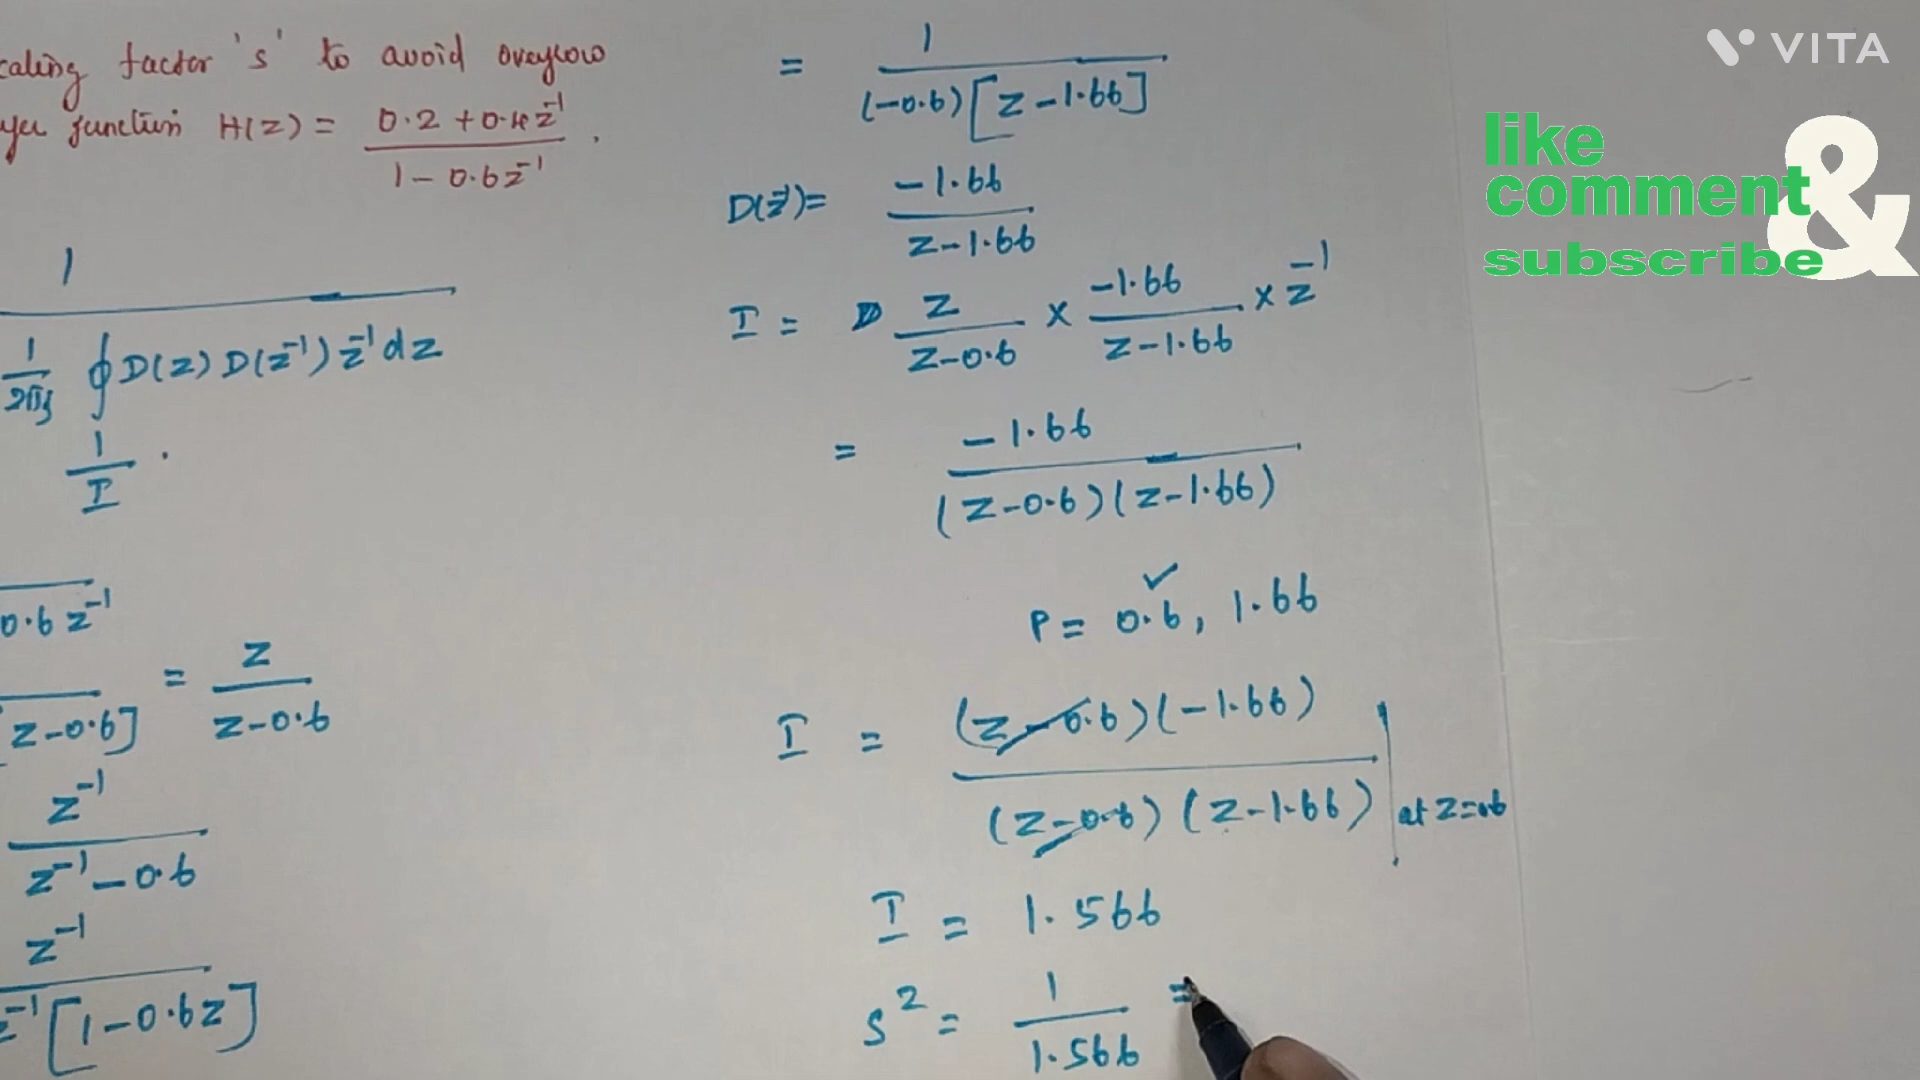 caling factor 's' to avoid overflow
yer function H(z) = 0.2 + 0.4z⁻¹ / 1 - 0.6z⁻¹ .
1
1/2πj ∮ D(z) D(z⁻¹) z⁻¹ dz
1/I .
0.6 z⁻¹
z - 0.6] = z / z - 0.6
z⁻¹ / z⁻¹ - 0.6
z⁻¹ / z⁻¹ [1 - 0.6z]
= 1 / (-0.6)[z - 1.66]
D(z⁻¹) = -1.66 / z - 1.66
I = z / z - 0.6 × -1.66 / z - 1.66 × z⁻¹
= -1.66 / (z - 0.6)(z - 1.66)
P = 0.6, 1.66
I = (z - 0.6)(-1.66) / (z - 0.6)(z - 1.66) | at z=0.6
I = 1.566
s² = 1 / 1.566 =
VITA
like
comment
&
subscribe